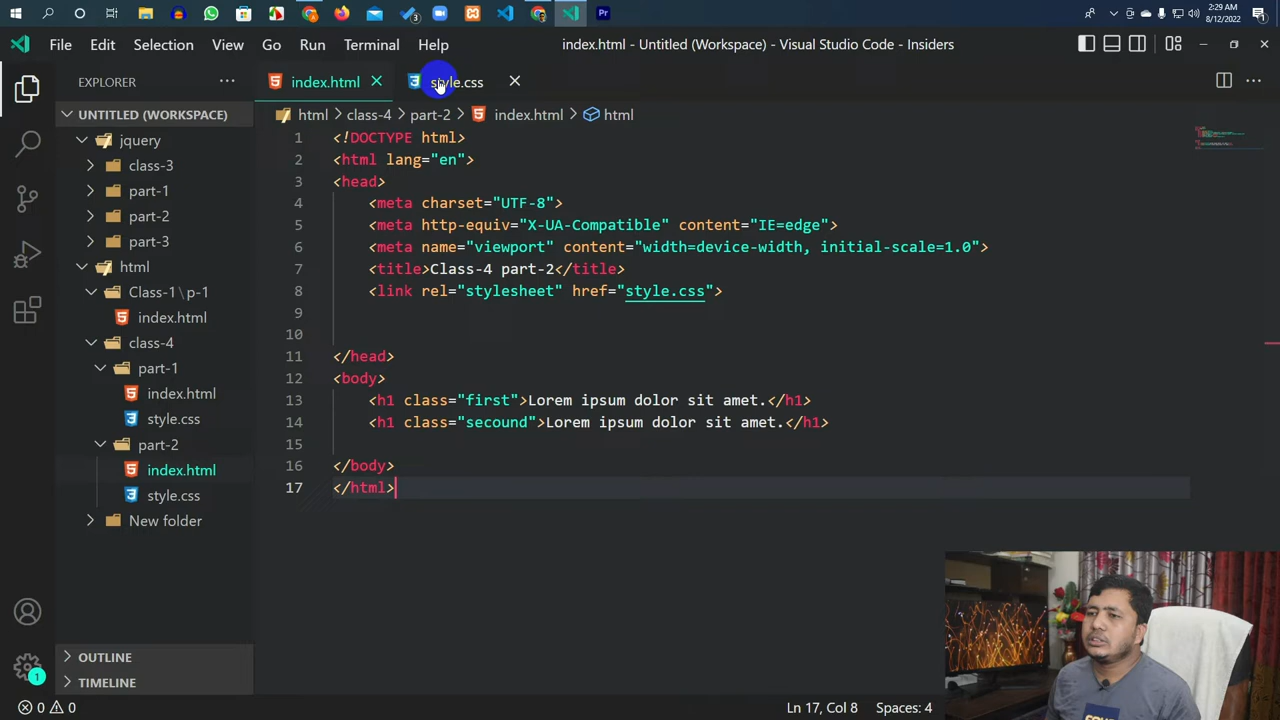 2:29 AM
8/12/2022
File Edit Selection View Go Run Terminal Help
index.html - Untitled (Workspace) - Visual Studio Code - Insiders
EXPLORER
index.html
style.css
UNTITLED (WORKSPACE)
html > class-4 > part-2 > index.html > html
jquery
class-3
part-1
part-2
part-3
html
Class-1\p-1
index.html
class-4
part-1
index.html
style.css
part-2
index.html
style.css
New folder
OUTLINE
TIMELINE
1 <!DOCTYPE html>
2 <html lang="en">
3 <head>
4 <meta charset="UTF-8">
5 <meta http-equiv="X-UA-Compatible" content="IE=edge">
6 <meta name="viewport" content="width=device-width, initial-scale=1.0">
7 <title>Class-4 part-2</title>
8 <link rel="stylesheet" href="style.css">
9
10
11 </head>
12 <body>
13 <h1 class="first">Lorem ipsum dolor sit amet.</h1>
14 <h1 class="secound">Lorem ipsum dolor sit amet.</h1>
15
16 </body>
17 </html>
1
0 0
Ln 17, Col 8 Spaces: 4